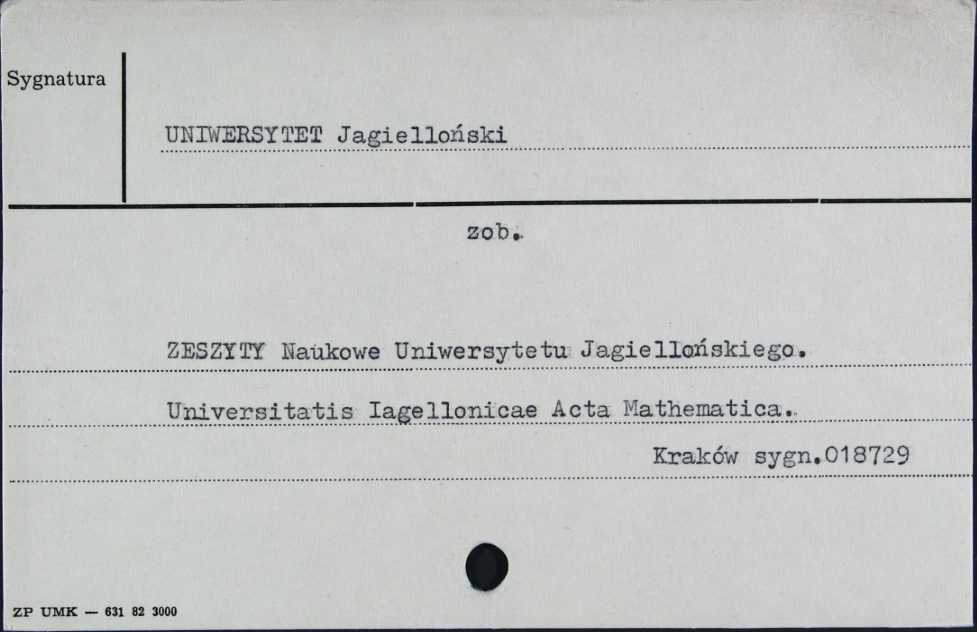 Sygnatura
UNIWERSYTET Jagielloński
zob.
ZESZYTY Naukowe Uniwersytetu Jagiellońskiego.
Universitatis Iagellonicae Acta Mathematica.
Kraków sygn.018729
ZP UMK — 631 82 3000